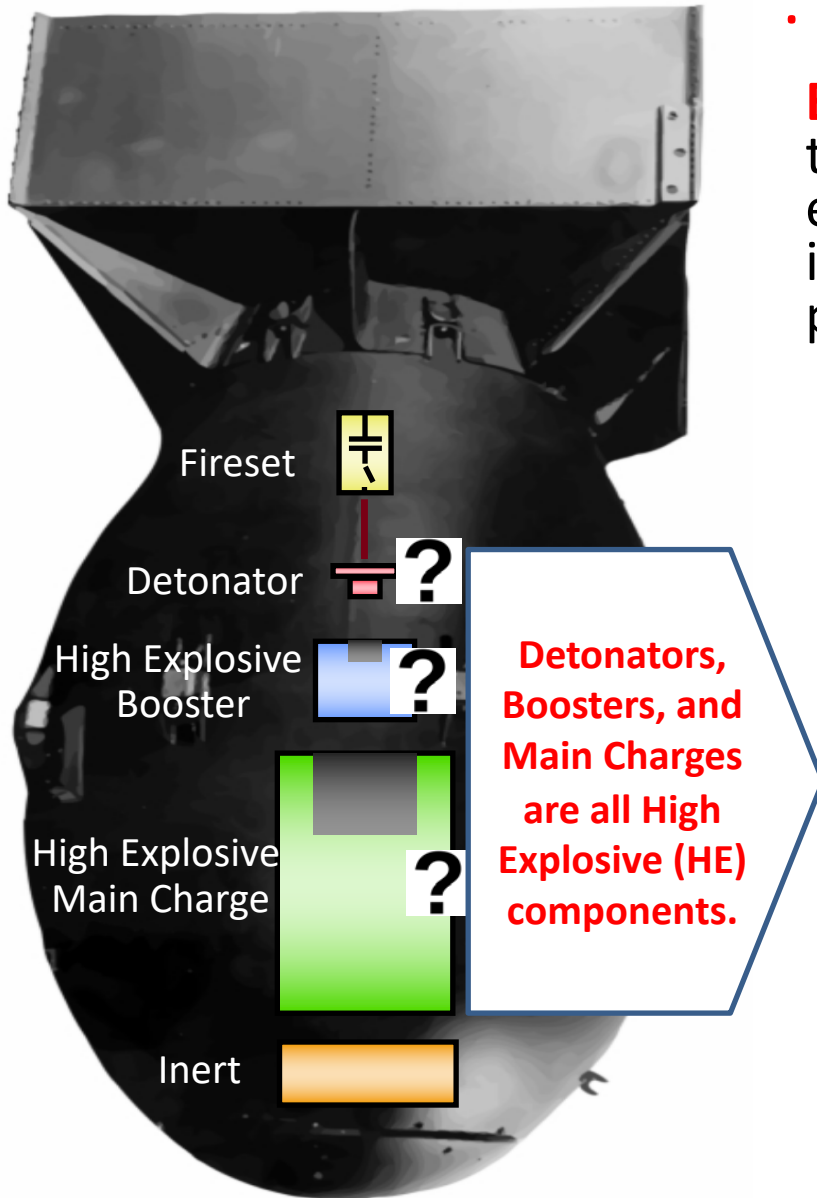 Fireset
Detonator
?
High Explosive
Booster
?
High Explosive
Main Charge
?
Inert
Detonators,
Boosters, and
Main Charges
are all High
Explosive (HE)
components.